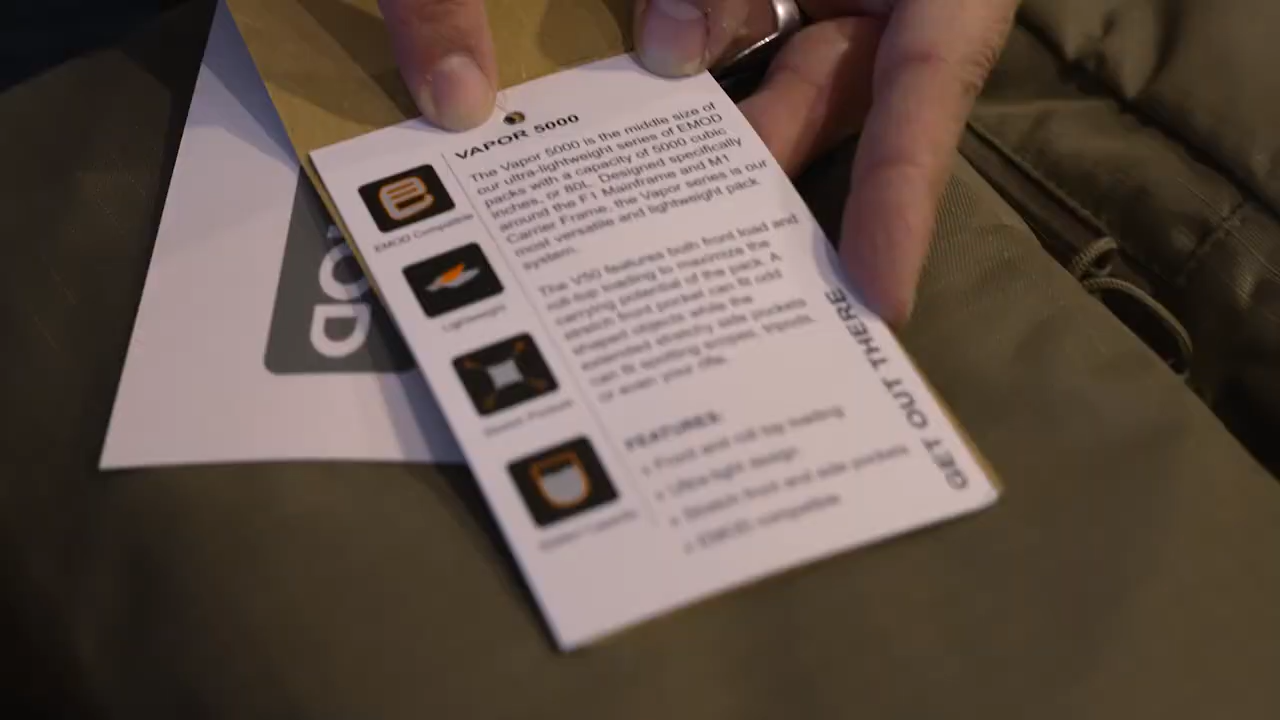 VAPOR 5000
The Vapor 5000 is the middle size of
our ultra-lightweight series of EMOD
packs with a capacity of 5000 cubic
inches, or 80L. Designed specifically
around the F1 Mainframe and M1
Carrier Frame, the Vapor series is our
most versatile and lightweight pack
system.
The V50 features both front load and
roll-top loading to maximize the
carrying potential of the pack. A
stretch front pocket can fit odd
shaped objects while the
extended stretchy side pockets
can fit spotting scopes, tripods,
or even your rifle.
FEATURES:
Front and roll top loading
Ultra-light design
Stretch front and side pockets
EMOD compatible
EMOD Compatible
Lightweight
Stretch Pockets
GET OUT THERE
OD